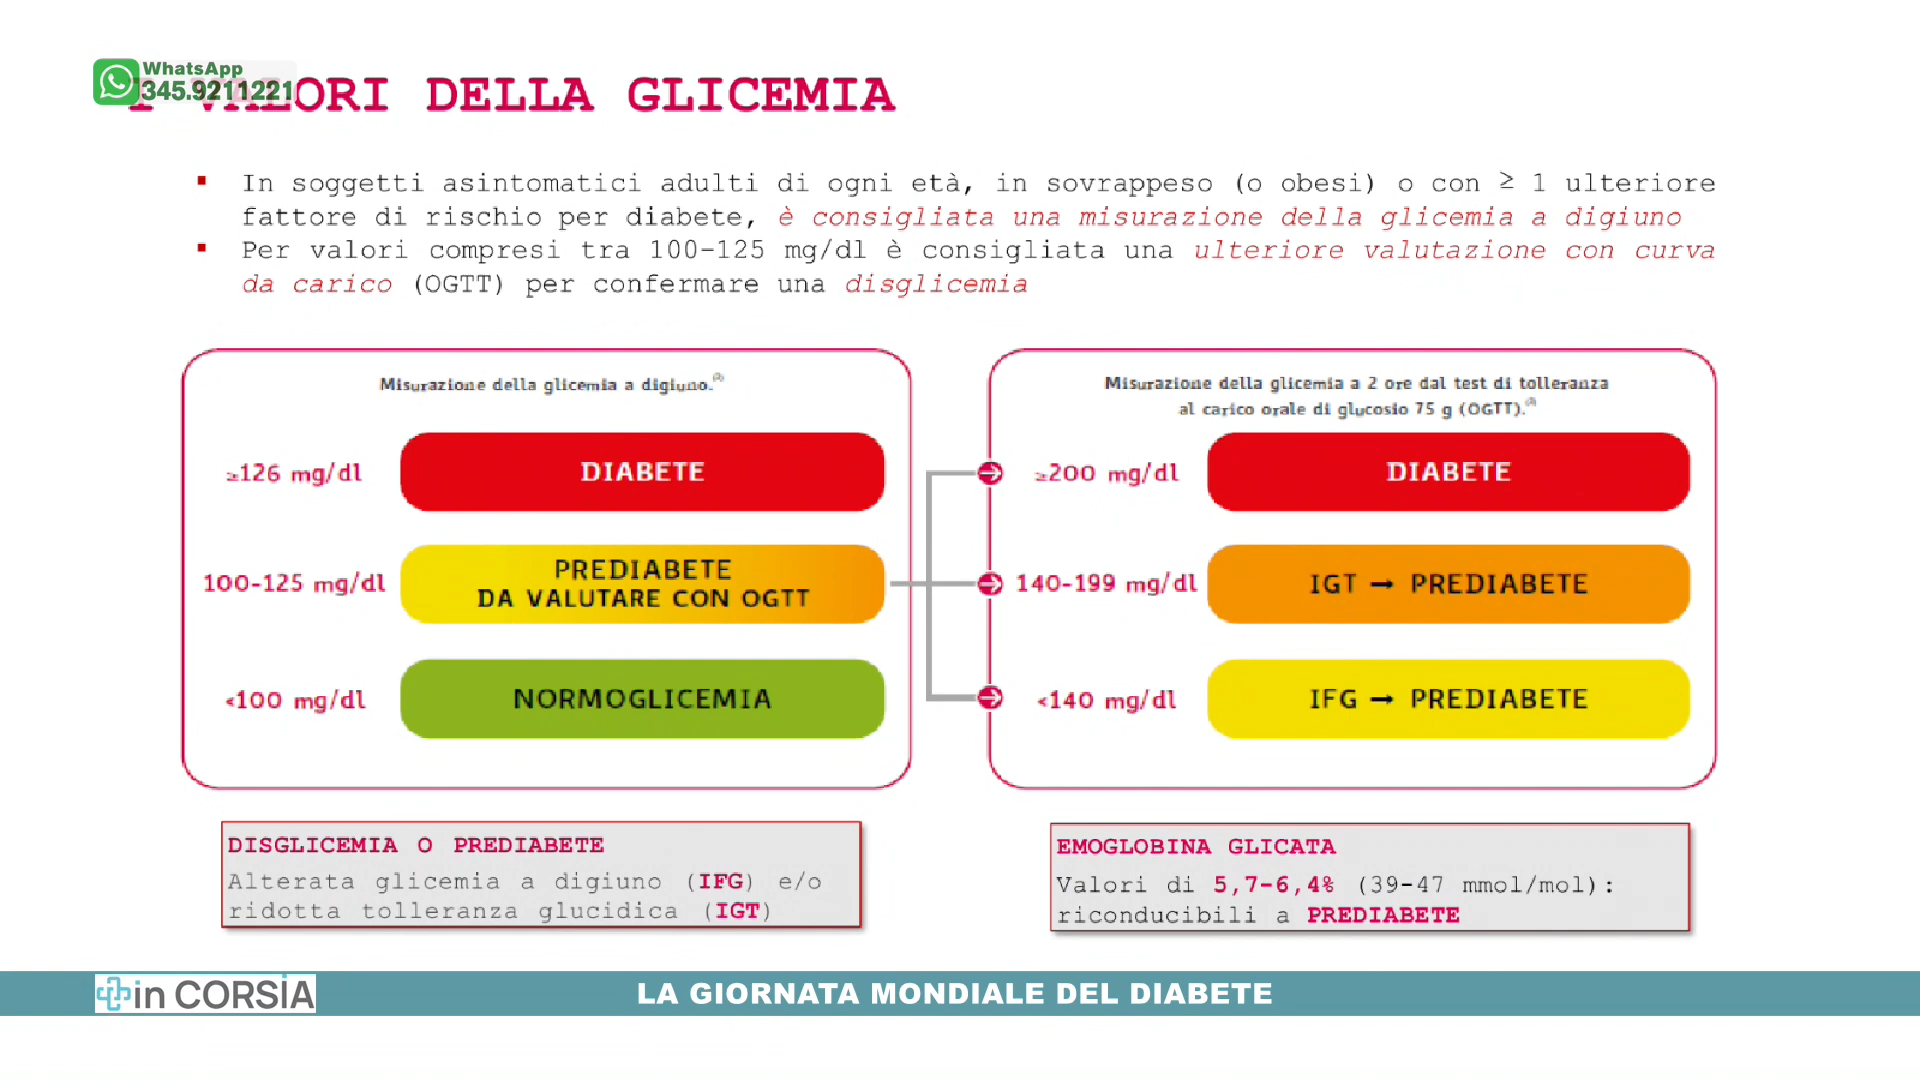 WhatsApp
345.9211221
I VALORI DELLA GLICEMIA
▪ In soggetti asintomatici adulti di ogni età, in sovrappeso (o obesi) o con ≥ 1 ulteriore
fattore di rischio per diabete, è consigliata una misurazione della glicemia a digiuno
▪ Per valori compresi tra 100-125 mg/dl è consigliata una ulteriore valutazione con curva
da carico (OGTT) per confermare una disglicemia
Misurazione della glicemia a digiuno.
≥126 mg/dl
DIABETE
100-125 mg/dl
PREDIABETE
DA VALUTARE CON OGTT
<100 mg/dl
NORMOGLICEMIA
Misurazione della glicemia a 2 ore dal test di tolleranza
al carico orale di glucosio 75 g (OGTT).
≥200 mg/dl
DIABETE
140-199 mg/dl
IGT → PREDIABETE
<140 mg/dl
IFG → PREDIABETE
DISGLICEMIA O PREDIABETE
Alterata glicemia a digiuno (IFG) e/o
ridotta tolleranza glucidica (IGT)
EMOGLOBINA GLICATA
Valori di 5,7-6,4% (39-47 mmol/mol):
riconducibili a PREDIABETE
in CORSIA
LA GIORNATA MONDIALE DEL DIABETE